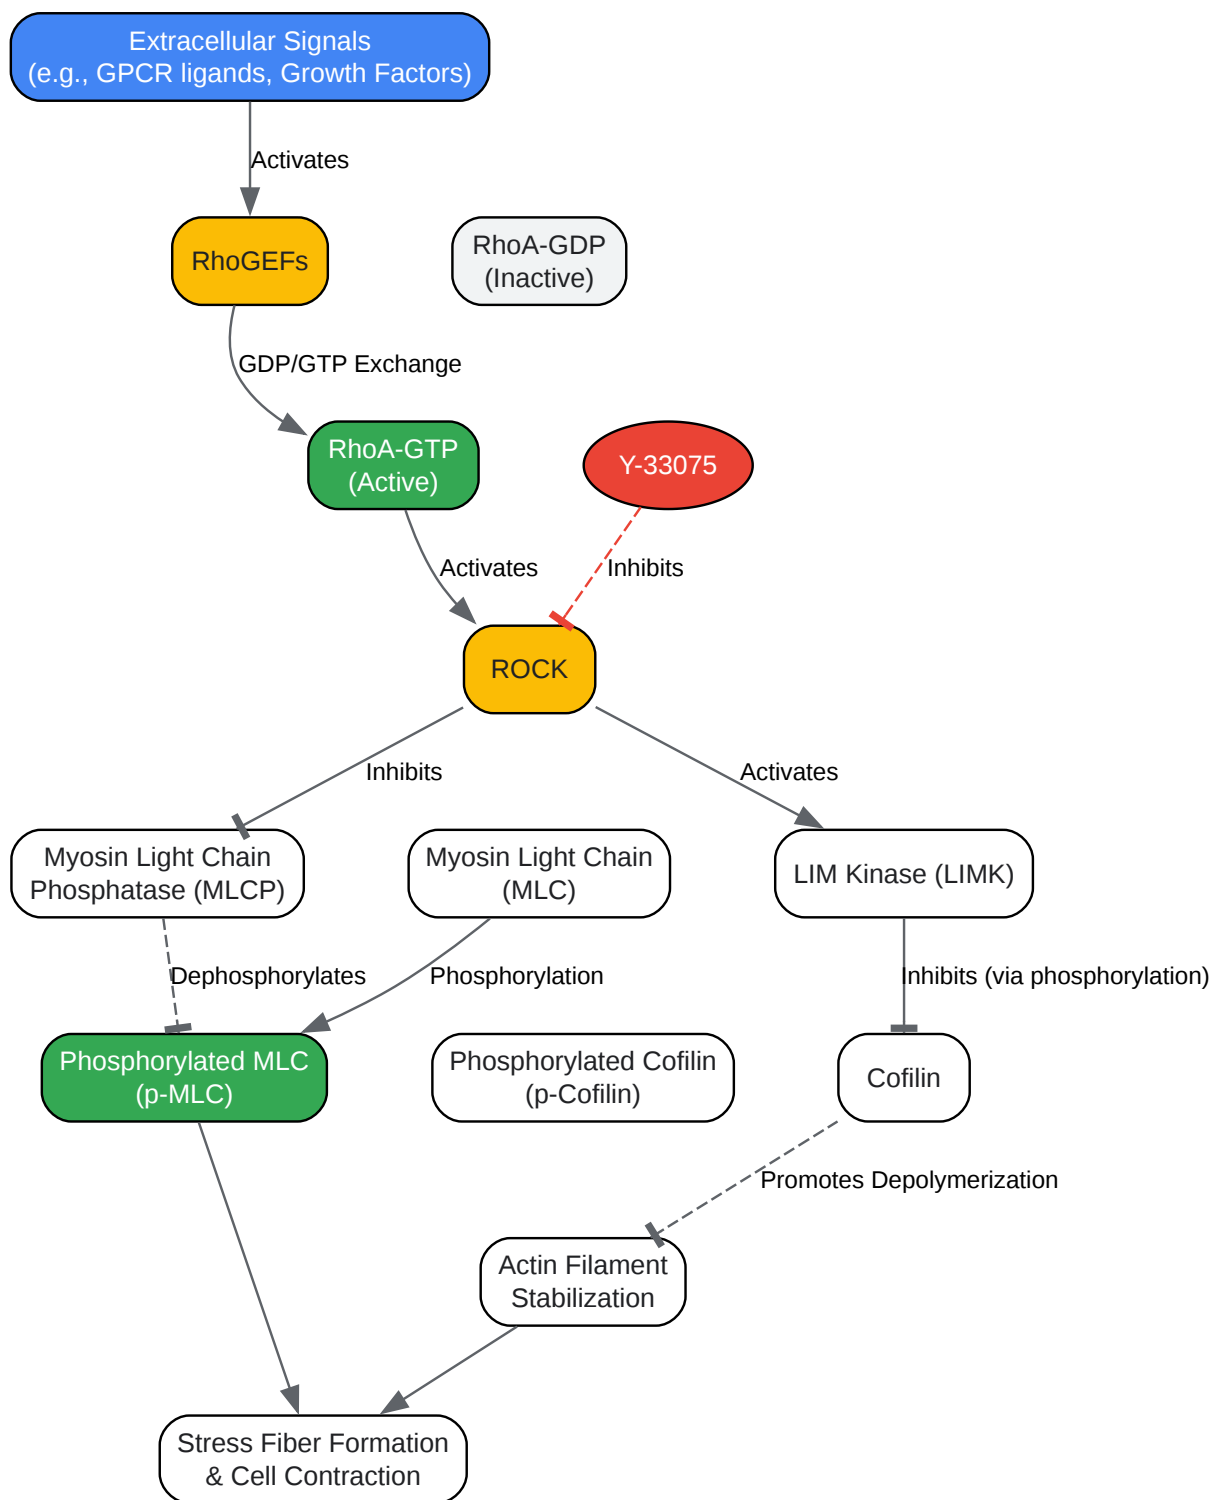 Extracellular Signals
(e.g., GPCR ligands, Growth Factors)
Activates
RhoGEFs
RhoA-GDP
(Inactive)
GDP/GTP Exchange
RhoA-GTP
(Active)
Y-33075
Activates
Inhibits
ROCK
Inhibits
Activates
Myosin Light Chain
Phosphatase (MLCP)
Myosin Light Chain
(MLC)
LIM Kinase (LIMK)
Dephosphorylates
Phosphorylation
Inhibits (via phosphorylation)
Phosphorylated MLC
(p-MLC)
Phosphorylated Cofilin
(p-Cofilin)
Cofilin
Promotes Depolymerization
Actin Filament
Stabilization
Stress Fiber Formation
& Cell Contraction